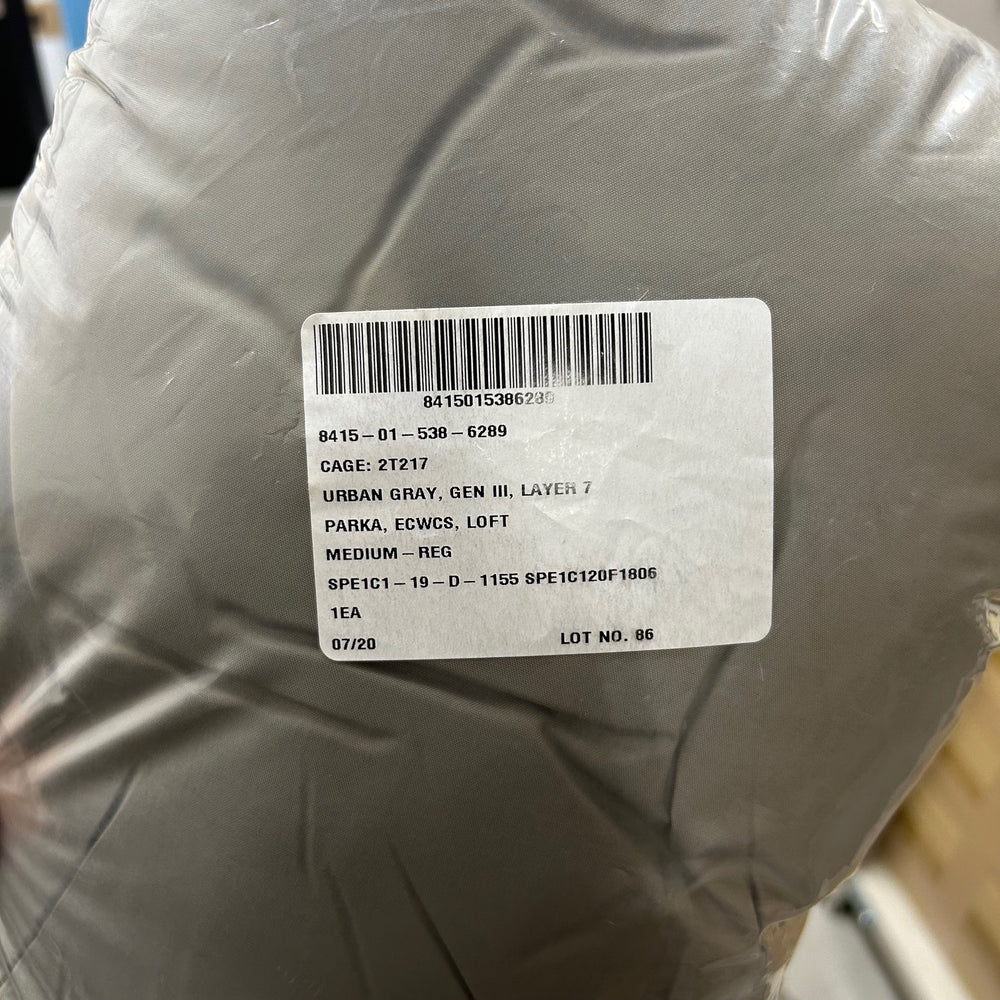 8415015386289
8415-01-538-6289
CAGE: 2T217
URBAN GRAY, GEN III, LAYER 7
PARKA, ECWCS, LOFT
MEDIUM-REG
SPE1C1-19-D-1155 SPE1C120F1806
1EA
07/20 LOT NO. 86